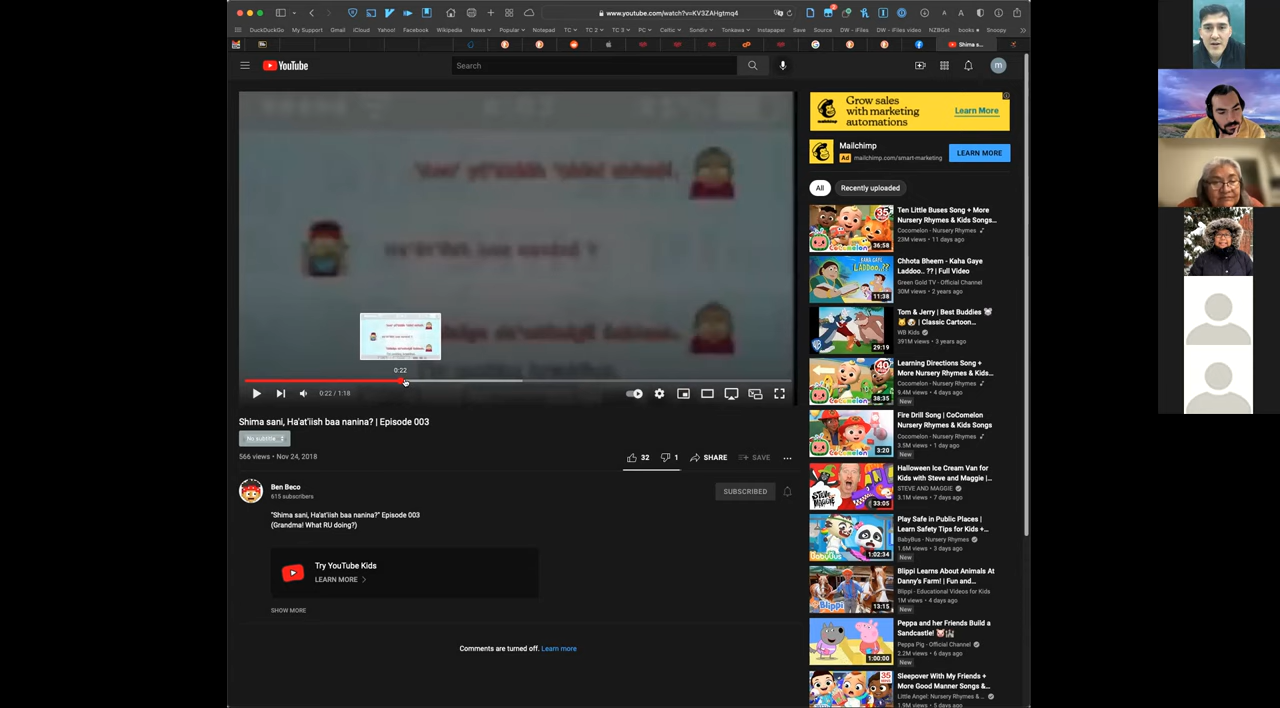 www.youtube.com/watch?v=KV3ZAHgtmq4
DuckDuckGo My Support Gmail iCloud Yahoo! Facebook Wikipedia News Popular Notepad TC TC 2 TC 3 PC Celtic Sondiv Tonkawa Instapaper Save Source DW - iFiles DW - iFiles video NZBGet books Snoopy
Shima s...
YouTube
Search
m
Grow sales
with marketing
automations
Learn More
Mailchimp
Ad mailchimp.com/smart-marketing
LEARN MORE
All Recently uploaded
Ten Little Buses Song + More
Nursery Rhymes & Kids Songs...
Cocomelon - Nursery Rhymes
23M views • 11 days ago
36:58
Chhota Bheem - Kaha Gaye
Laddoo.. ?? | Full Video
Green Gold TV - Official Channel
30M views • 2 years ago
11:38
Tom & Jerry | Best Buddies
| Classic Cartoon...
WB Kids
391M views • 3 years ago
29:19
Learning Directions Song +
More Nursery Rhymes & Kids...
Cocomelon - Nursery Rhymes
9.4M views • 4 days ago
New
38:35
Fire Drill Song | CoComelon
Nursery Rhymes & Kids Songs
Cocomelon - Nursery Rhymes
3.5M views • 1 day ago
New
3:20
Halloween Ice Cream Van for
Kids with Steve and Maggie |...
STEVE AND MAGGIE
3.1M views • 7 days ago
33:05
Play Safe in Public Places |
Learn Safety Tips for Kids +...
BabyBus - Nursery Rhymes
1.6M views • 3 days ago
New
1:02:34
Blippi Learns About Animals At
Danny's Farm! | Fun and...
Blippi - Educational Videos for Kids
1M views • 4 days ago
New
13:15
Peppa and her Friends Build a
Sandcastle!
Peppa Pig - Official Channel
2.2M views • 6 days ago
New
1:00:00
Sleepover With My Friends +
More Good Manner Songs &...
Little Angel: Nursery Rhymes &...
1.9M views • 5 days ago
0:22
0:22 / 1:18
Shima sani, Ha'at'iish baa nanina? | Episode 003
No subtitle
566 views • Nov 24, 2018
32 1 SHARE SAVE
Ben Beco
615 subscribers
SUBSCRIBED
"Shima sani, Ha'at'iish baa nanina?" Episode 003
(Grandma! What RU doing?)
Try YouTube Kids
LEARN MORE
SHOW MORE
Comments are turned off. Learn more